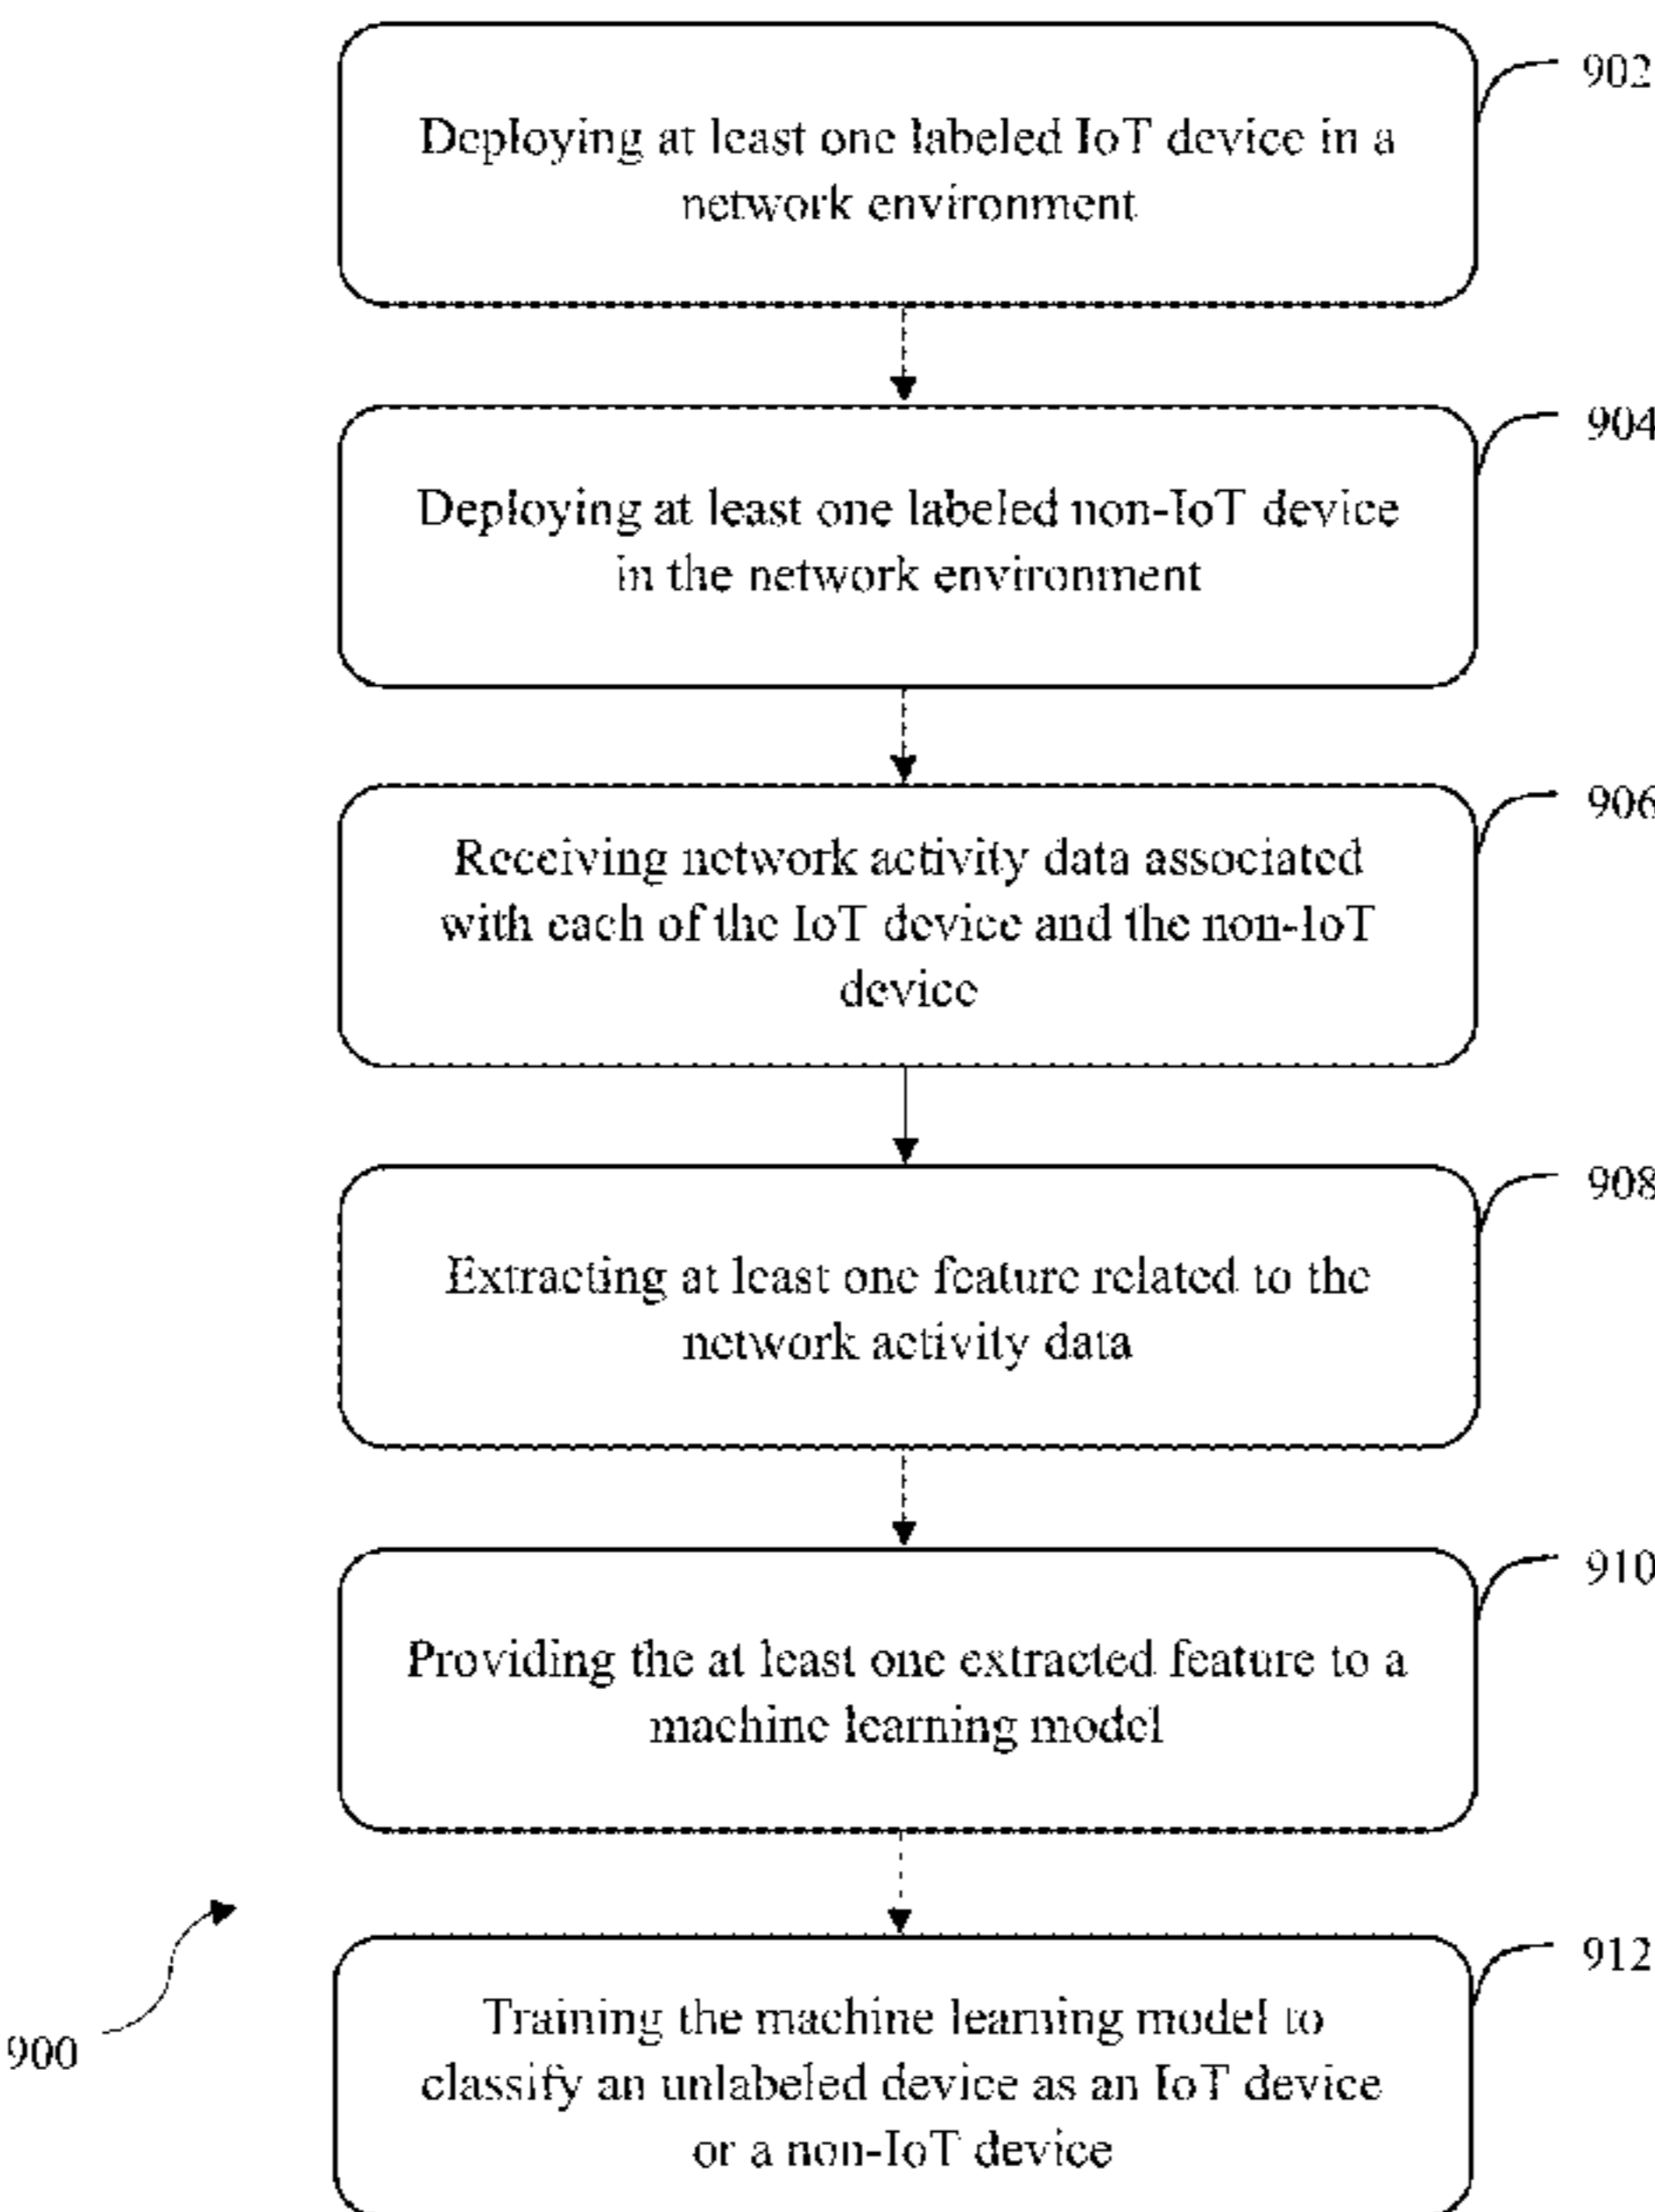 902
Deploying at least one labeled IoT device in a
network environment
904
Deploying at least one labeled non-IoT device
in the network environment
906
Receiving network activity data associated
with each of the IoT device and the non-IoT
device
908
Extracting at least one feature related to the
network activity data
910
Providing the at least one extracted feature to a
machine learning model
912
Training the machine learning model to
classify an unlabeled device as an IoT device
or a non-IoT device
900